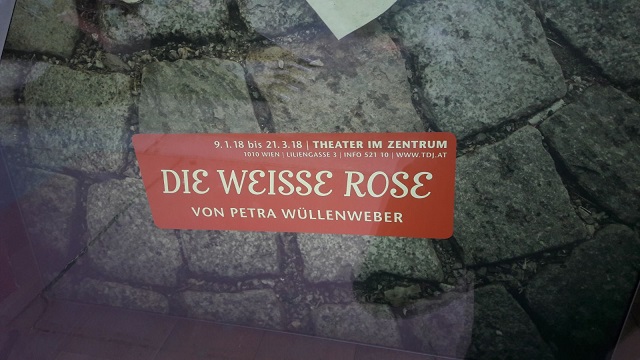 9.1.18 bis 21.3.18 | THEATER IM ZENTRUM
1010 WIEN | LILIENGASSE 3 | INFO 521 10 | WWW.TDJ.AT
DIE WEISSE ROSE
VON PETRA WÜLLENWEBER